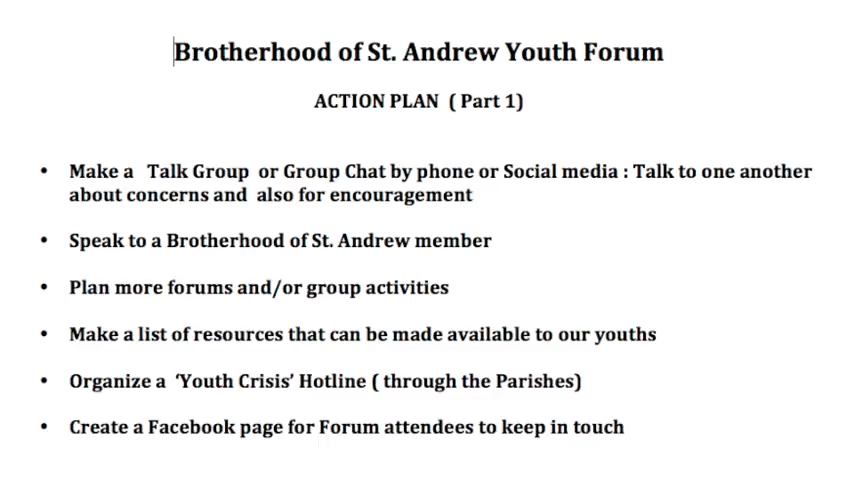 Brotherhood of St. Andrew Youth Forum
ACTION PLAN ( Part 1)
• Make a Talk Group or Group Chat by phone or Social media : Talk to one another
about concerns and also for encouragement
• Speak to a Brotherhood of St. Andrew member
• Plan more forums and/or group activities
• Make a list of resources that can be made available to our youths
• Organize a ‘Youth Crisis’ Hotline ( through the Parishes)
• Create a Facebook page for Forum attendees to keep in touch